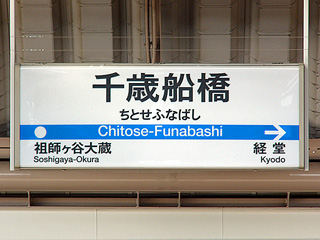 千歳船橋
ちとせふなばし
Chitose-Funabashi
祖師ヶ谷大蔵 経堂
Soshigaya-Okura Kyodo